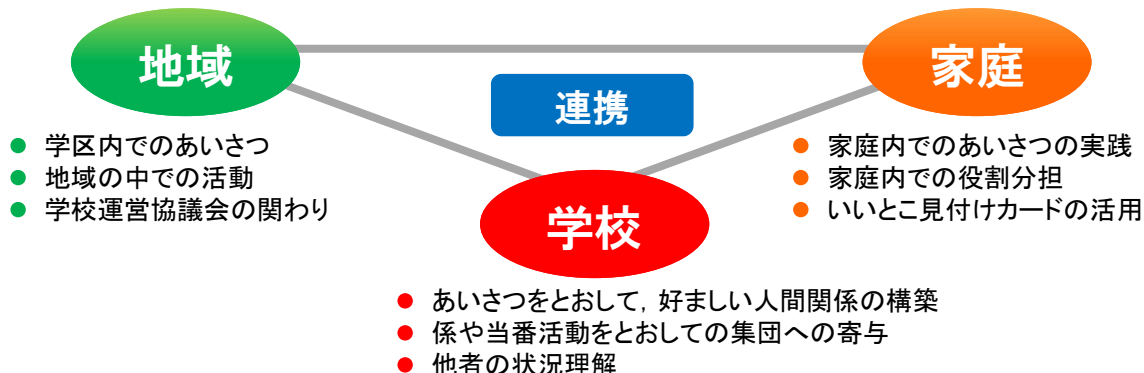 地域
家庭
連携
学区内でのあいさつ
地域の中での活動
学校運営協議会の関わり
家庭内でのあいさつの実践
家庭内での役割分担
いいとこ見付けカードの活用
学校
あいさつをとおして，好ましい人間関係の構築
係や当番活動をとおしての集団への寄与
他者の状況理解